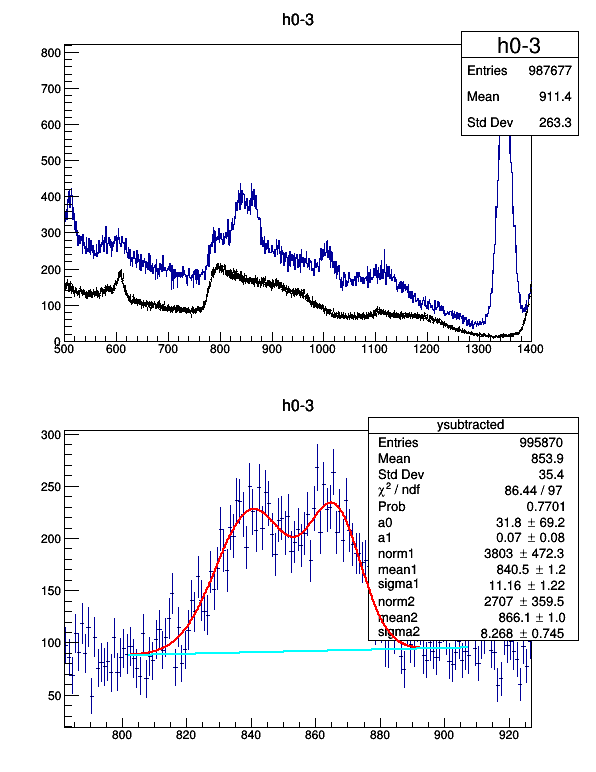 h0-3
h0-3
Entries 987677
Mean 911.4
Std Dev 263.3
800
700
600
500
400
300
200
100
0
500 600 700 800 900 1000 1100 1200 1300 1400
h0-3
ysubtracted
Entries 995870
Mean 853.9
Std Dev 35.4
χ² / ndf 86.44 / 97
Prob 0.7701
a0 31.8 ± 69.2
a1 0.07 ± 0.08
norm1 3803 ± 472.3
mean1 840.5 ± 1.2
sigma1 11.16 ± 1.22
norm2 2707 ± 359.5
mean2 866.1 ± 1.0
sigma2 8.268 ± 0.745
300
250
200
150
100
50
800 820 840 860 880 900 920